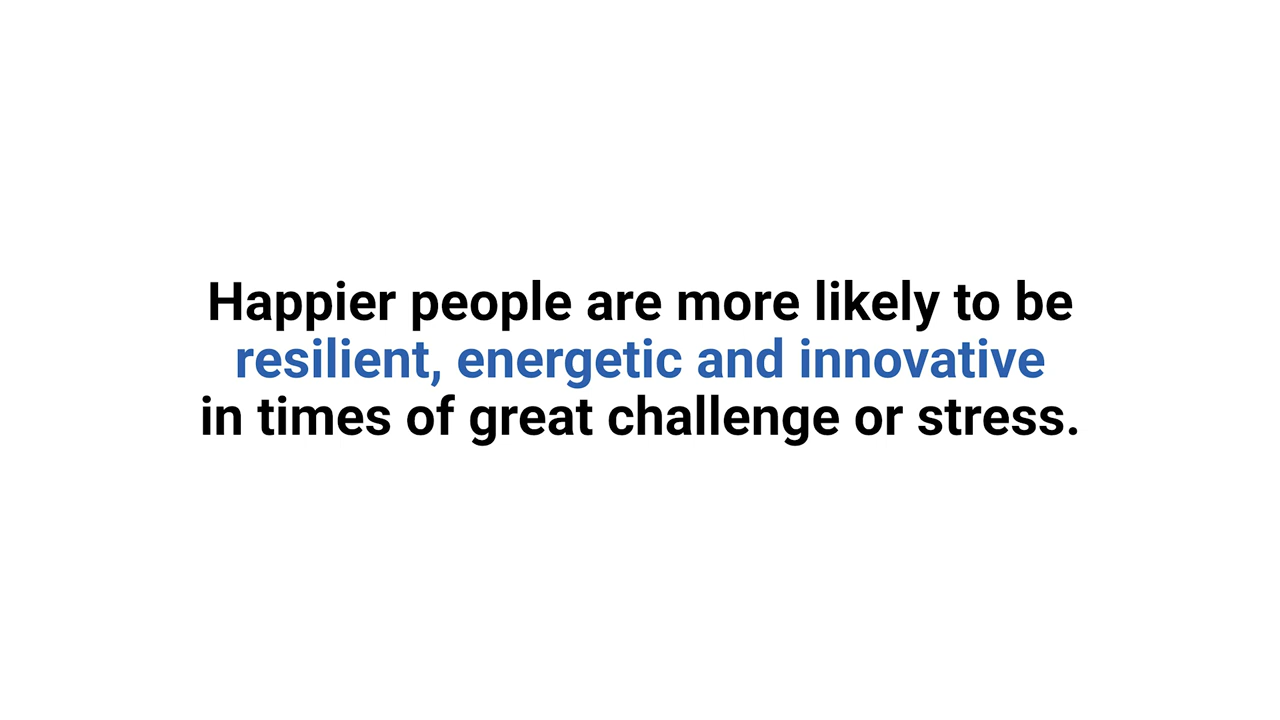 Happier people are more likely to be
resilient, energetic and innovative
in times of great challenge or stress.